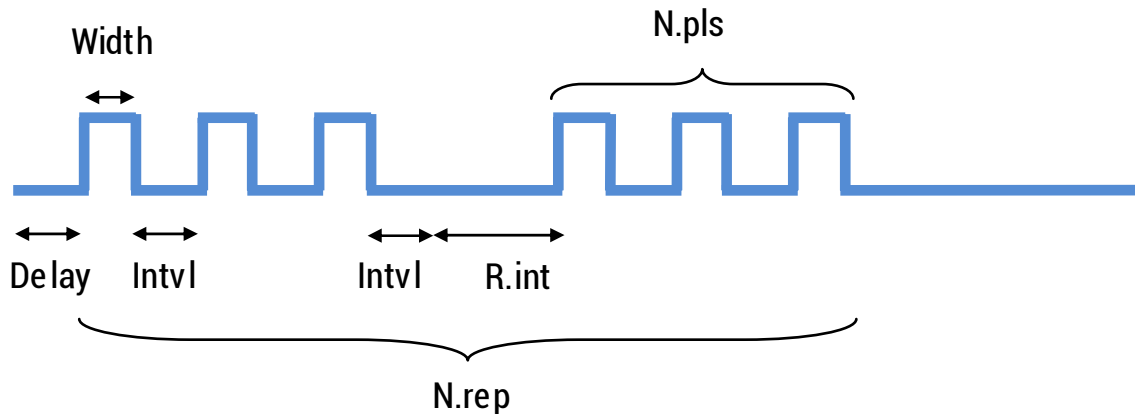 Width
N.pls
Delay
Intvl
Intvl
R.int
N.rep